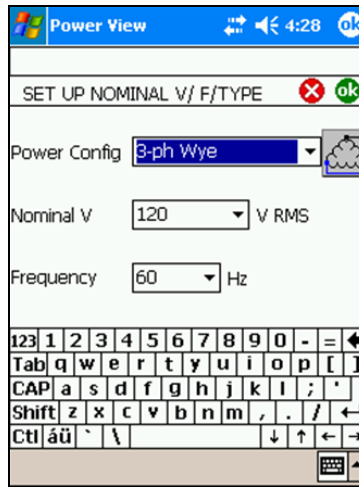 Power View 4:28 ok
SET UP NOMINAL V/ F/TYPE ok
Power Config 3-ph Wye
Nominal V 120 V RMS
Frequency 60 Hz
123 1 2 3 4 5 6 7 8 9 0 - =
Tab q w e r t y u i o p [ ]
CAP a s d f g h j k l ; '
Shift z x c v b n m , . /
Ctl áü ` \